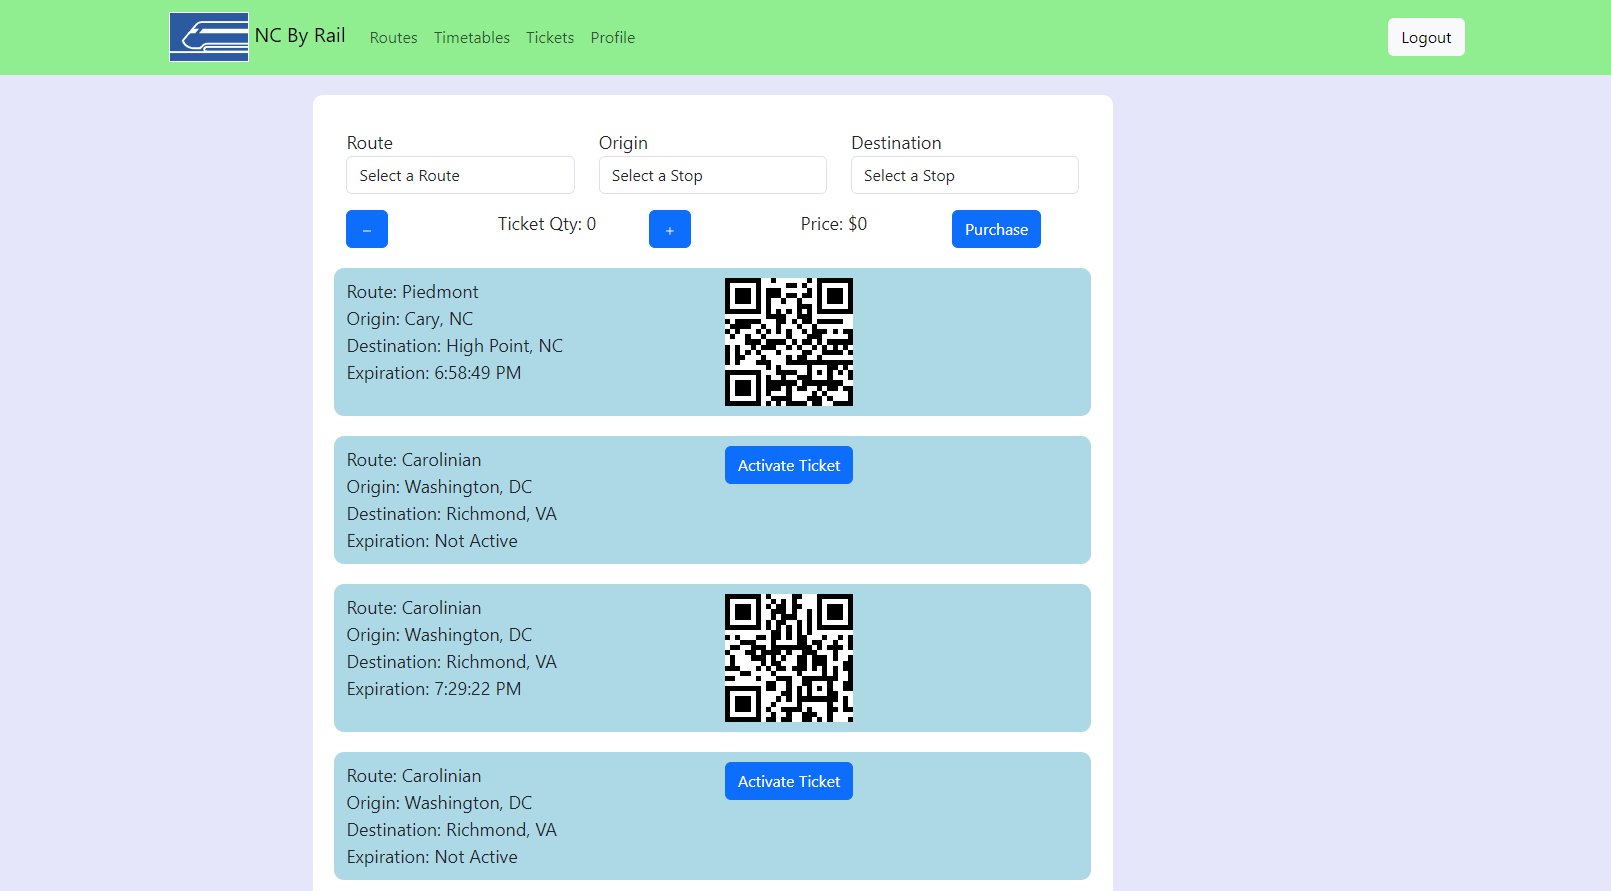 NC By Rail Routes Timetables Tickets Profile Logout
Route Origin Destination
Select a Route Select a Stop Select a Stop
− Ticket Qty: 0 + Price: $0 Purchase
Route: Piedmont
Origin: Cary, NC
Destination: High Point, NC
Expiration: 6:58:49 PM
Route: Carolinian
Activate Ticket
Origin: Washington, DC
Destination: Richmond, VA
Expiration: Not Active
Route: Carolinian
Origin: Washington, DC
Destination: Richmond, VA
Expiration: 7:29:22 PM
Route: Carolinian
Activate Ticket
Origin: Washington, DC
Destination: Richmond, VA
Expiration: Not Active